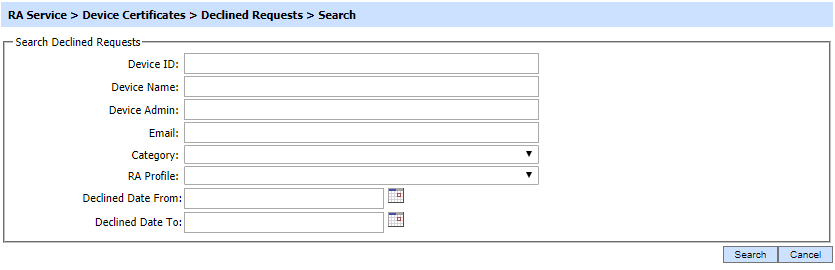 RA Service > Device Certificates > Declined Requests > Search
Search Declined Requests
Device ID:
Device Name:
Device Admin:
Email:
Category:
RA Profile:
Declined Date From:
Declined Date To:
Search Cancel